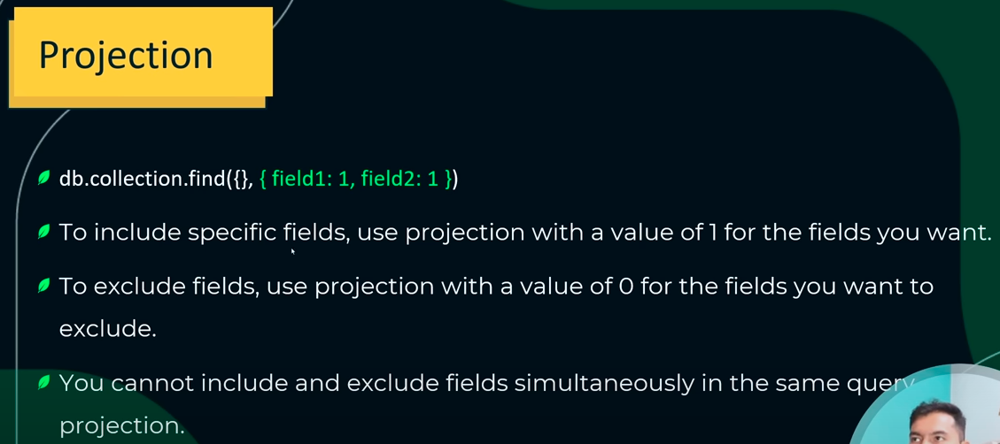 Projection
db.collection.find({}, { field1: 1, field2: 1 })
To include specific fields, use projection with a value of 1 for the fields you want.
To exclude fields, use projection with a value of 0 for the fields you want to
exclude.
You cannot include and exclude fields simultaneously in the same query
projection.